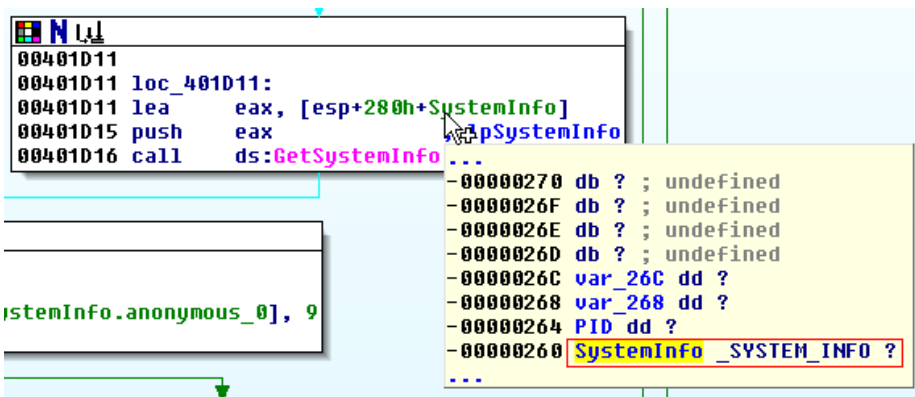 00401D11
00401D11 loc_401D11:
00401D11 lea eax, [esp+280h+SystemInfo]
00401D15 push eax ; lpSystemInfo
00401D16 call ds:GetSystemInfo
...
-00000270 db ? ; undefined
-0000026F db ? ; undefined
-0000026E db ? ; undefined
-0000026D db ? ; undefined
-0000026C var_26C dd ?
-00000268 var_268 dd ?
-00000264 PID dd ?
-00000260 SystemInfo _SYSTEM_INFO ?
...
ystemInfo.anonymous_0], 9